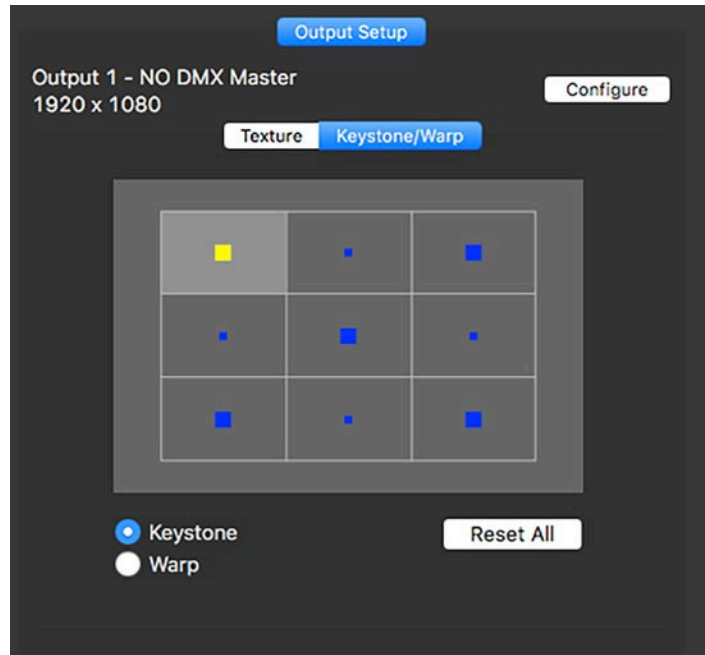 Output Setup
Output 1 - NO DMX Master
1920 x 1080
Configure
Texture
Keystone/Warp
Keystone
Warp
Reset All